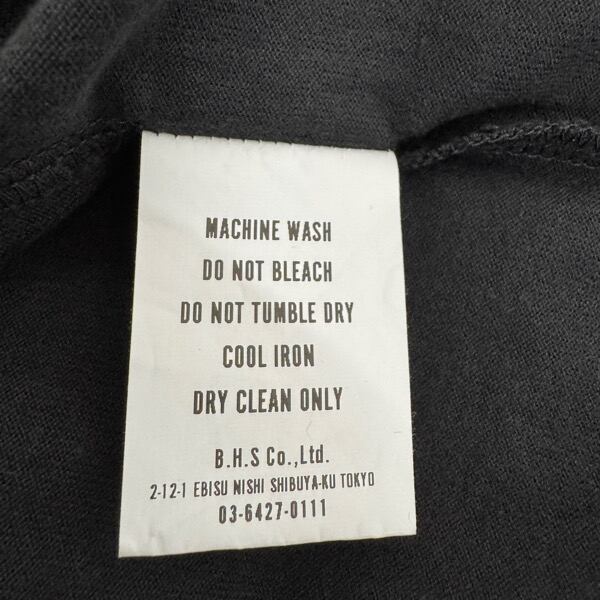 MACHINE WASH
DO NOT BLEACH
DO NOT TUMBLE DRY
COOL IRON
DRY CLEAN ONLY
B.H.S Co.,Ltd.
2-12-1 EBISU NISHI SHIBUYA-KU TOKYO
03-6427-0111